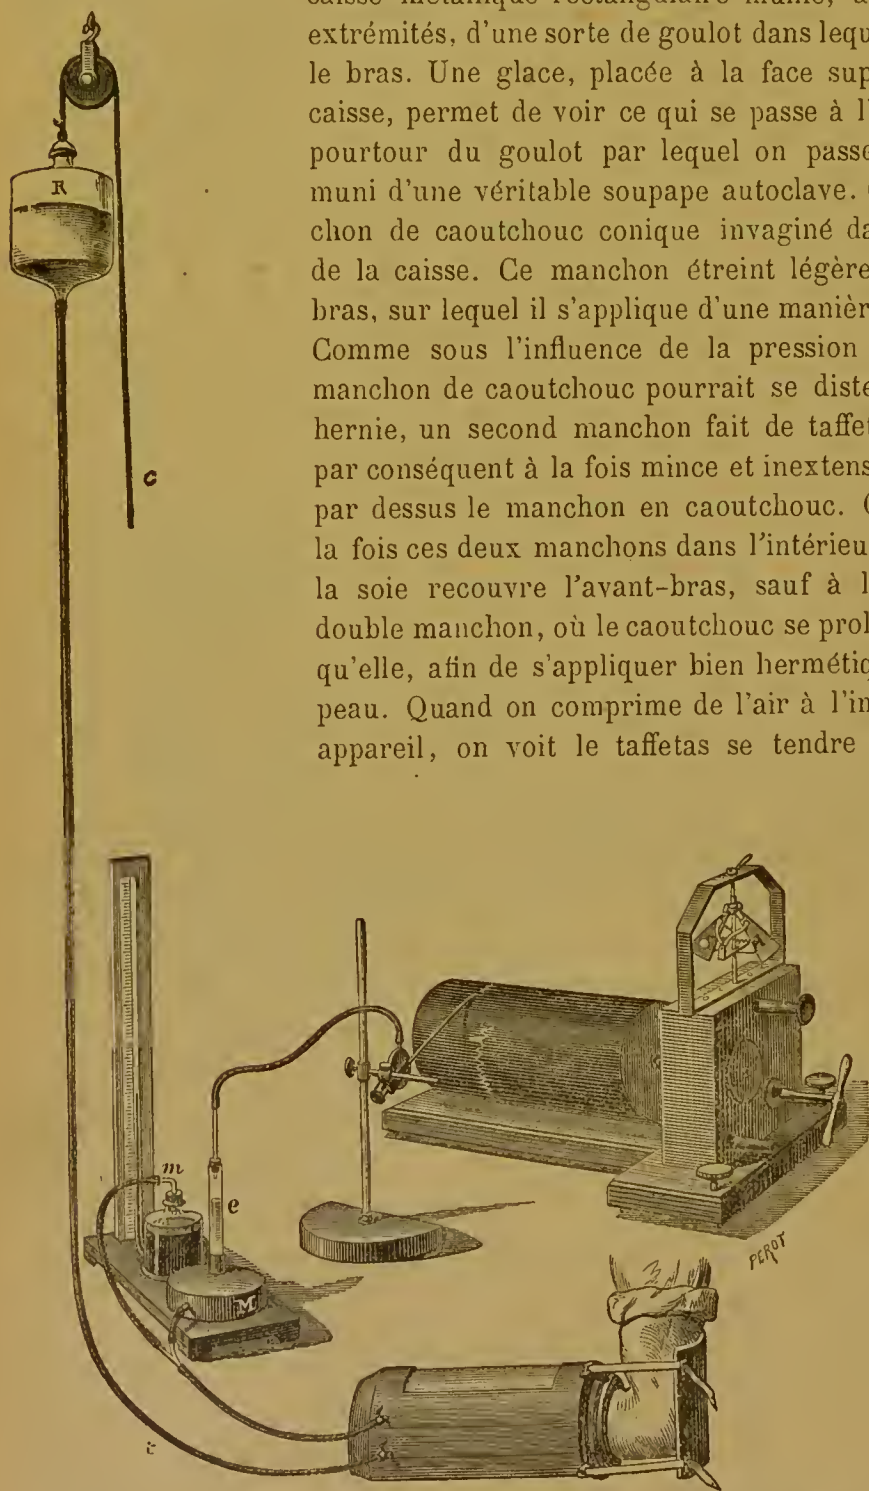 caisse métallique rectangulaire munie,
extrémités, d'une sorte de goulot dans lequ
le bras. Une glace, placée à la face sup
caisse, permet de voir ce qui se passe à l'
pourtour du goulot par lequel on passe
muni d'une véritable soupape autoclave.
chon de caoutchouc conique invaginé da
de la caisse. Ce manchon étreint légère
bras, sur lequel il s'applique d'une manièr
Comme sous l'influence de la pression
manchon de caoutchouc pourrait se diste
hernie, un second manchon fait de taffet
par conséquent à la fois mince et inextens
par dessus le manchon en caoutchouc.
la fois ces deux manchons dans l'intérieu
la soie recouvre l'avant-bras, sauf à l
double manchon, où le caoutchouc se prol
qu'elle, afin de s'appliquer bien hermétiq
peau. Quand on comprime de l'air à l'in
appareil, on voit le taffetas se tendre
R
c
m
e
M
PEROT